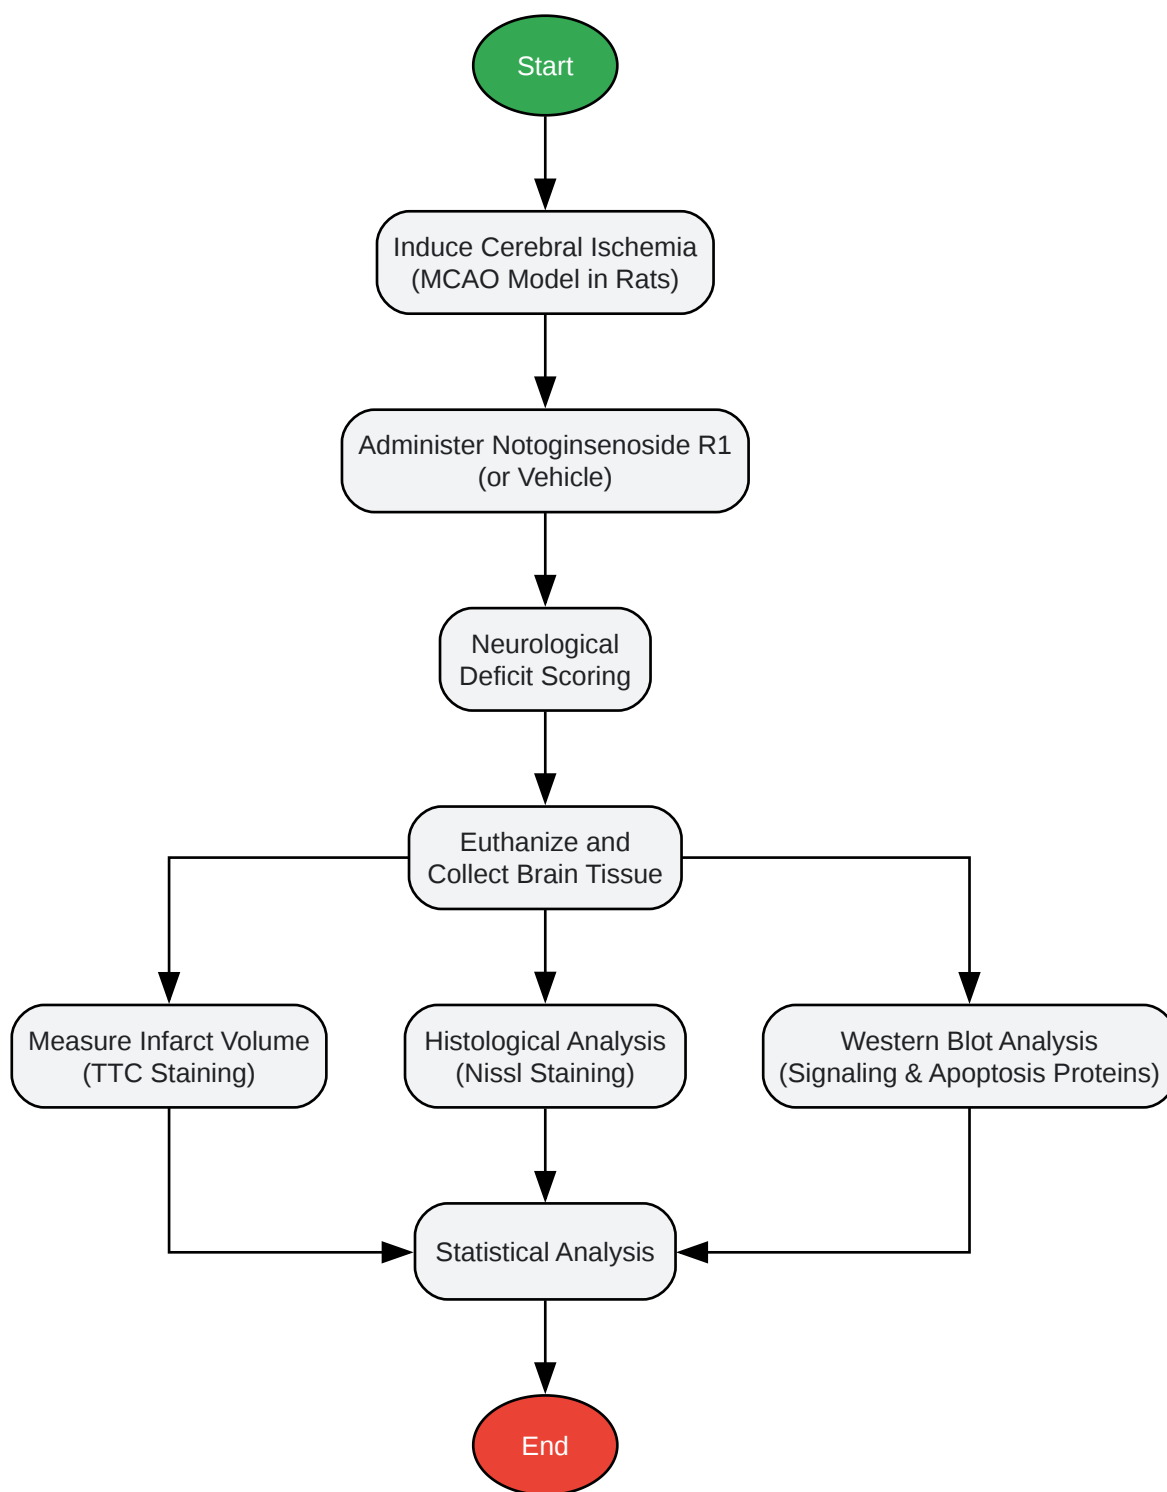 Start
Induce Cerebral Ischemia
(MCAO Model in Rats)
Administer Notoginsenoside R1
(or Vehicle)
Neurological
Deficit Scoring
Euthanize and
Collect Brain Tissue
Measure Infarct Volume
(TTC Staining)
Histological Analysis
(Nissl Staining)
Western Blot Analysis
(Signaling & Apoptosis Proteins)
Statistical Analysis
End